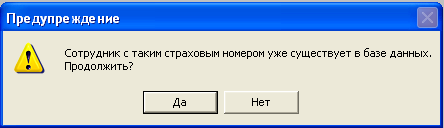 Предупреждение
Сотрудник с таким страховым номером уже существует в базе данных.
Продолжить?
Да
Нет